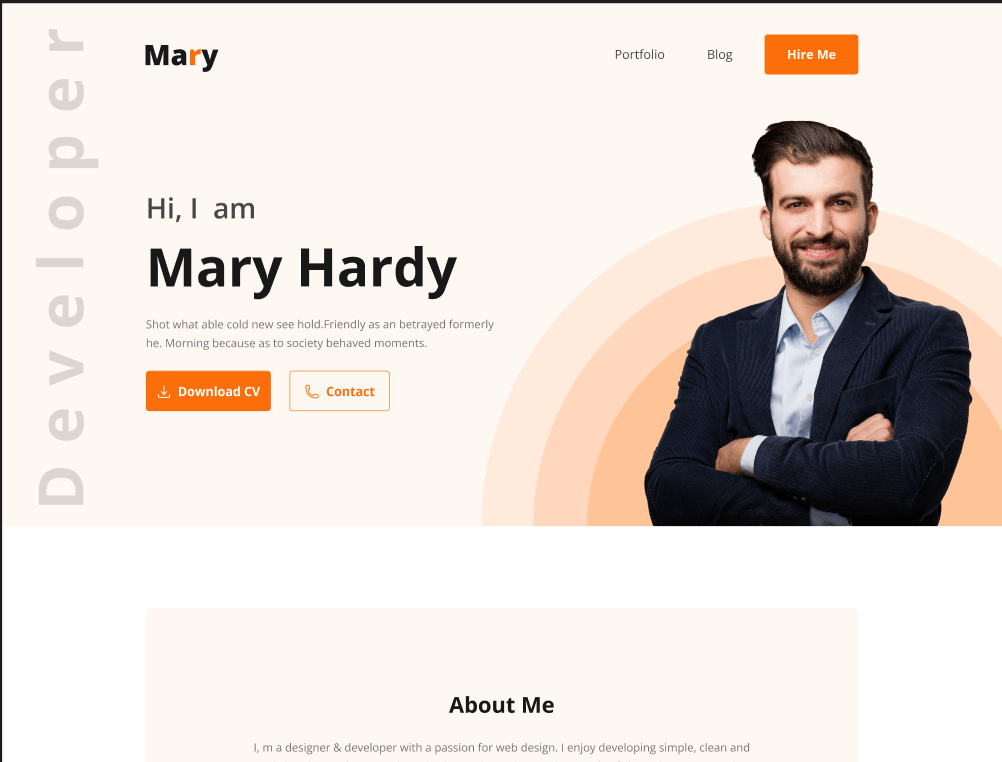 Developer
Mary
Portfolio
Blog
Hire Me
Hi, I  am
Mary Hardy
Shot what able cold new see hold.Friendly as an betrayed formerly
he. Morning because as to society behaved moments.
Download CV
Contact
About Me
I, m a designer & developer with a passion for web design. I enjoy developing simple, clean and